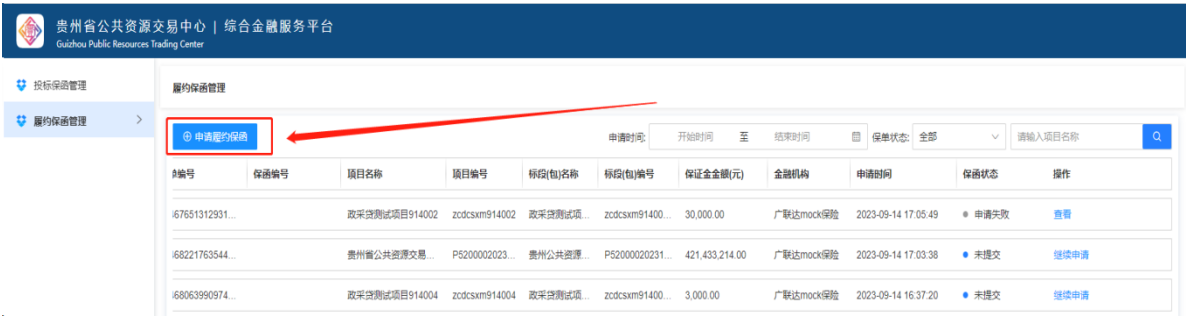 贵州省公共资源交易中心 | 综合金融服务平台
Guizhou Public Resources Trading Center
投标保函管理
履约保函管理
履约保函管理
申请履约保函 申请时间: 开始时间 至 结束时间 保单状态: 全部 请输入项目名称
编号 保函编号 项目名称 项目编号 标段(包)名称 标段(包)编号 保证金金额(元) 金融机构 申请时间 保函状态 操作
67651312931... 政采贷测试项目914002 zcdcsxm914002 政采贷测试项... zcdcsxm91400... 30,000.00 广联达mock保险 2023-09-14 17:05:49 申请失败 查看
68221763544... 贵州省公共资源交易... P5200002023... 贵州公共资源... P52000020231... 421,433,214.00 广联达mock保险 2023-09-14 17:03:38 未提交 继续申请
68063990974... 政采贷测试项目914004 zcdcsxm914004 政采贷测试项... zcdcsxm91400... 3,000.00 广联达mock保险 2023-09-14 16:37:20 未提交 继续申请